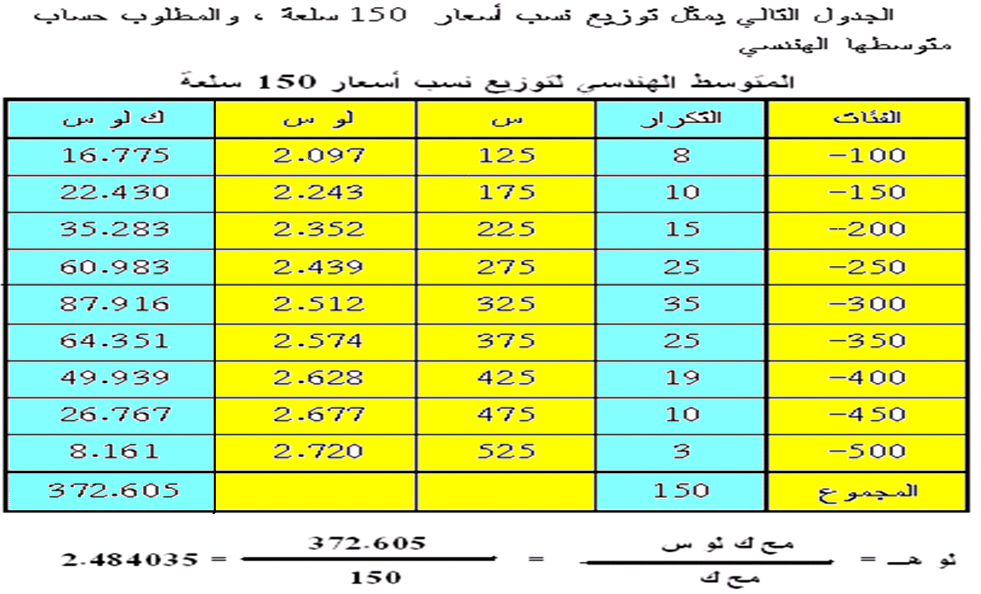 الجدول التالي يمثل توزيع نسب أسعار 150 سلعة ، والمطلوب حساب
متوسطها الهندسي
المتوسط الهندسي لتوزيع نسب أسعار 150 سلعة
الفئات التكرار س لو س ك لو س
100- 8 125 2.097 16.775
150- 10 175 2.243 22.430
200-- 15 225 2.352 35.283
250- 25 275 2.439 60.983
300- 35 325 2.512 87.916
350- 25 375 2.574 64.351
400- 19 425 2.628 49.939
450- 10 475 2.677 26.767
500- 3 525 2.720 8.161
المجموع 150 372.605
مج ك لو س 372.605
لو هـ = = = 2.484035
مج ك 150